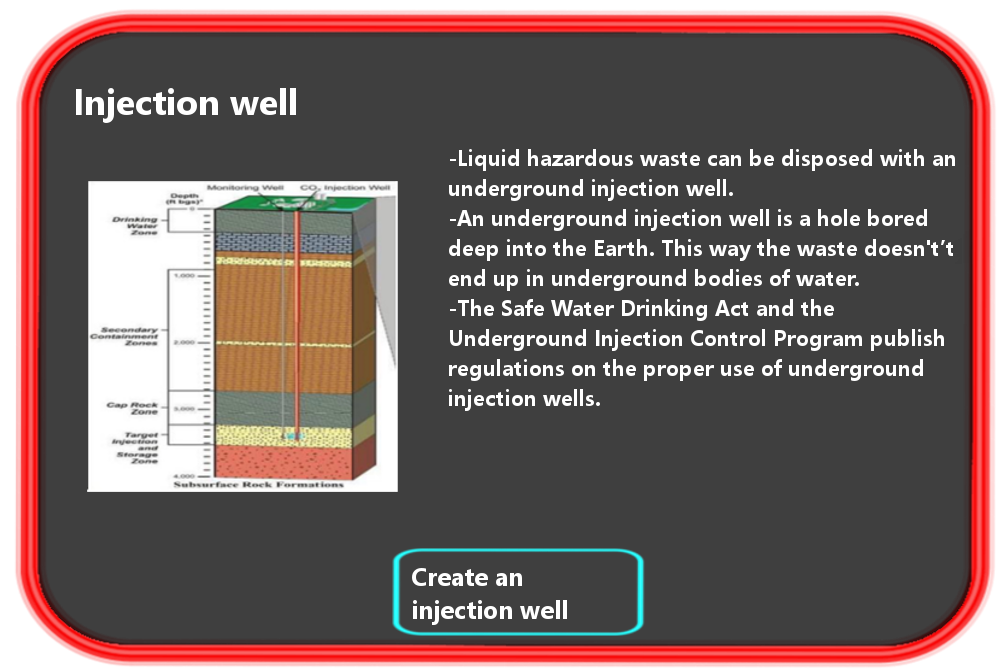 Injection well
-Liquid hazardous waste can be disposed with an
underground injection well.
-An underground injection well is a hole bored
deep into the Earth. This way the waste doesn't’t
end up in underground bodies of water.
-The Safe Water Drinking Act and the
Underground Injection Control Program publish
regulations on the proper use of underground
injection wells.
Monitoring Well CO₂ Injection Well
Depth
(ft bgs)*
0
Drinking
Water
Zone
1,000
Secondary
Containment
Zones
2,000
Cap Rock
Zone
3,000
Target
Injection
and
Storage
Zone
4,000
Subsurface Rock Formations
Create an
injection well